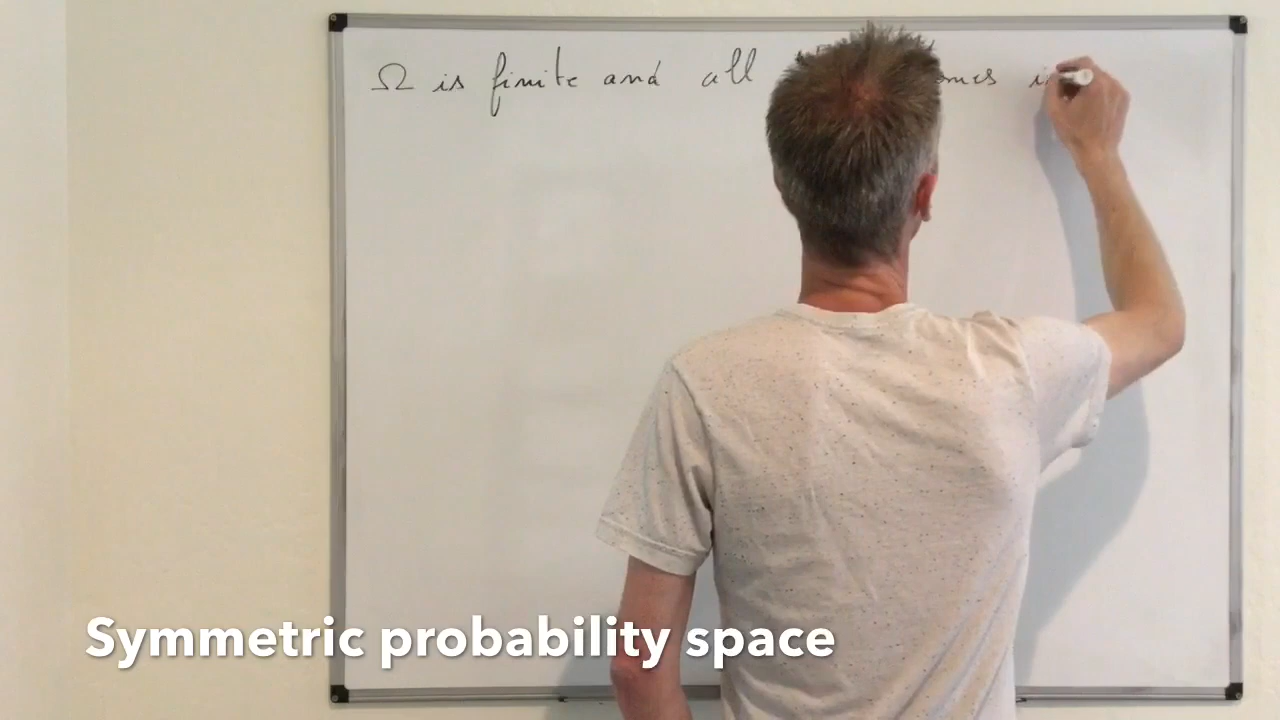 Ω is finite and all
Symmetric probability space